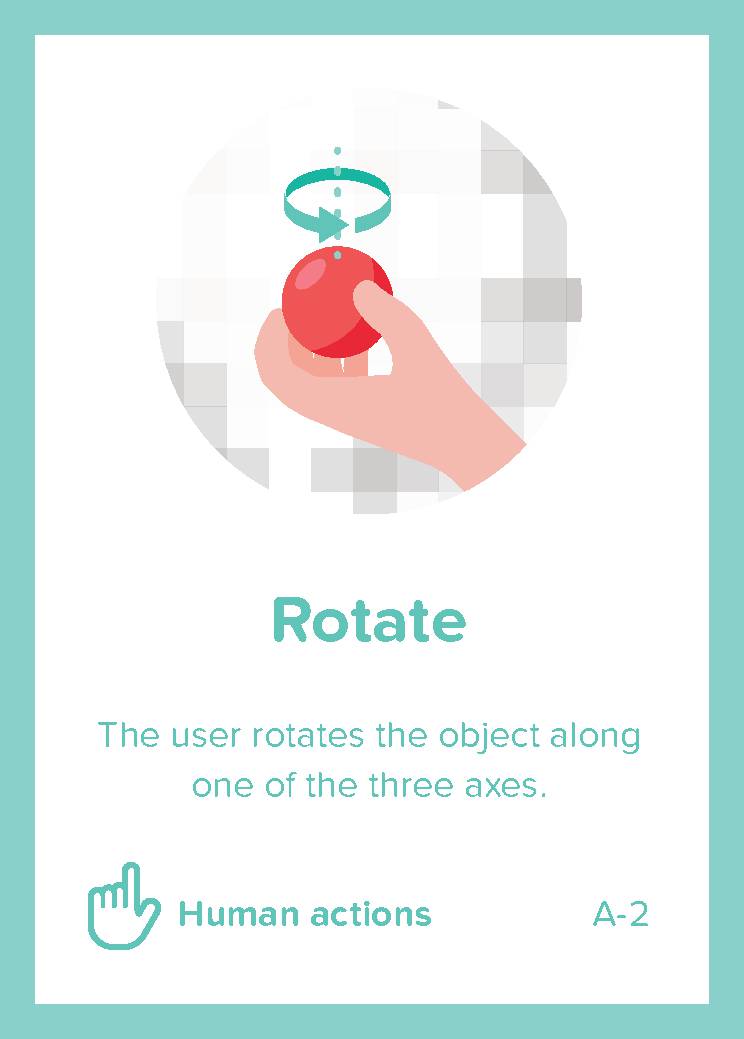 Rotate
The user rotates the object along
one of the three axes.
Human actions
A-2